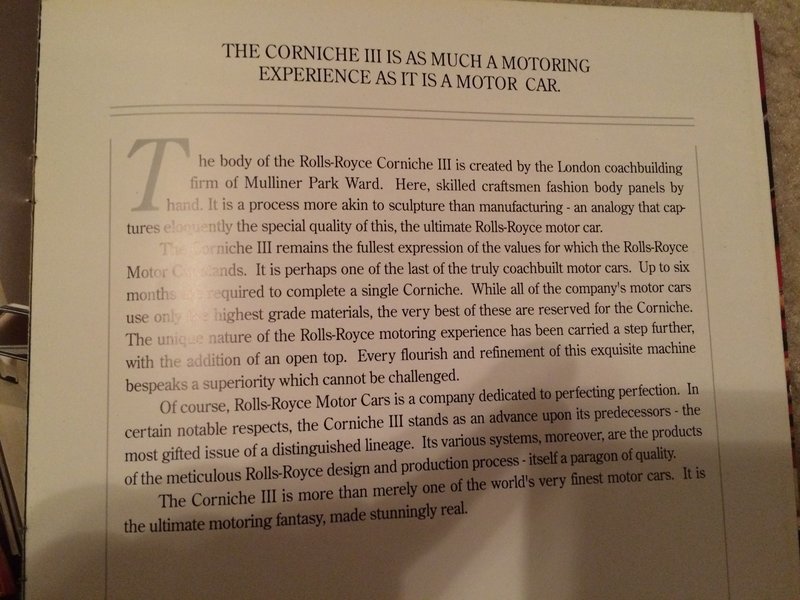 THE CORNICHE III IS AS MUCH A MOTORING
EXPERIENCE AS IT IS A MOTOR CAR.
The body of the Rolls-Royce Corniche III is created by the London coachbuilding
firm of Mulliner Park Ward. Here, skilled craftsmen fashion body panels by
hand. It is a process more akin to sculpture than manufacturing - an analogy that cap-
tures eloquently the special quality of this, the ultimate Rolls-Royce motor car.
The Corniche III remains the fullest expression of the values for which the Rolls-Royce
Motor Car stands. It is perhaps one of the last of the truly coachbuilt motor cars. Up to six
months are required to complete a single Corniche. While all of the company's motor cars
use only the highest grade materials, the very best of these are reserved for the Corniche.
The unique nature of the Rolls-Royce motoring experience has been carried a step further,
with the addition of an open top. Every flourish and refinement of this exquisite machine
bespeaks a superiority which cannot be challenged.
Of course, Rolls-Royce Motor Cars is a company dedicated to perfecting perfection. In
certain notable respects, the Corniche III stands as an advance upon its predecessors - the
most gifted issue of a distinguished lineage. Its various systems, moreover, are the products
of the meticulous Rolls-Royce design and production process - itself a paragon of quality.
The Corniche III is more than merely one of the world's very finest motor cars. It is
the ultimate motoring fantasy, made stunningly real.